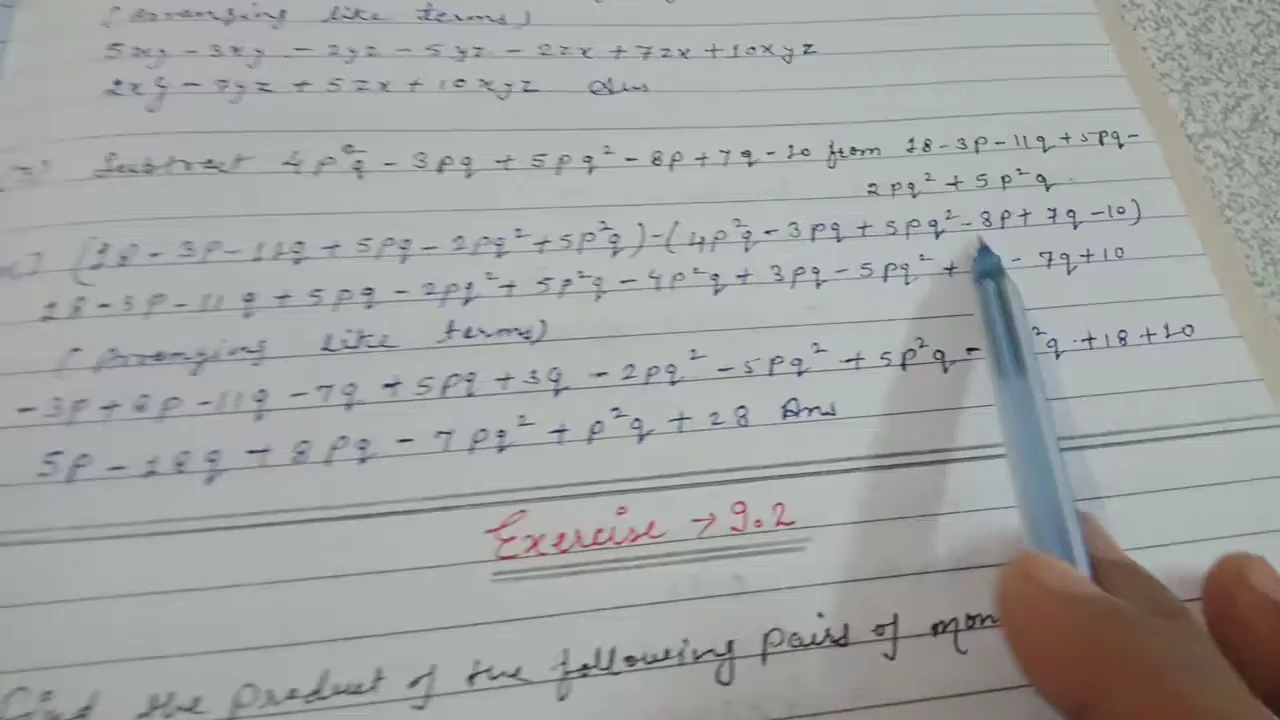 (Arranging like terms)
5xy - 3xy - 2yz - 5yz - 2zx + 7zx + 10xyz
2xy - 7yz + 5zx + 10xyz Ans
Subtract 4p²q - 3pq + 5pq² - 8p + 7q - 10 from 18 - 3p - 11q + 5pq -
2pq² + 5p²q
(18 - 3p - 11q + 5pq - 2pq² + 5p²q) - (4p²q - 3pq + 5pq² - 8p + 7q - 10)
18 - 3p - 11q + 5pq - 2pq² + 5p²q - 4p²q + 3pq - 5pq² + - 7q + 10
(Arranging like terms)
-3p + 8p - 11q - 7q + 5pq + 3q - 2pq² - 5pq² + 5p²q - ²q + 18 + 10
5p - 18q + 8pq - 7pq² + p²q + 28 Ans
Exercise → 9.2
Find the product of the following pairs of